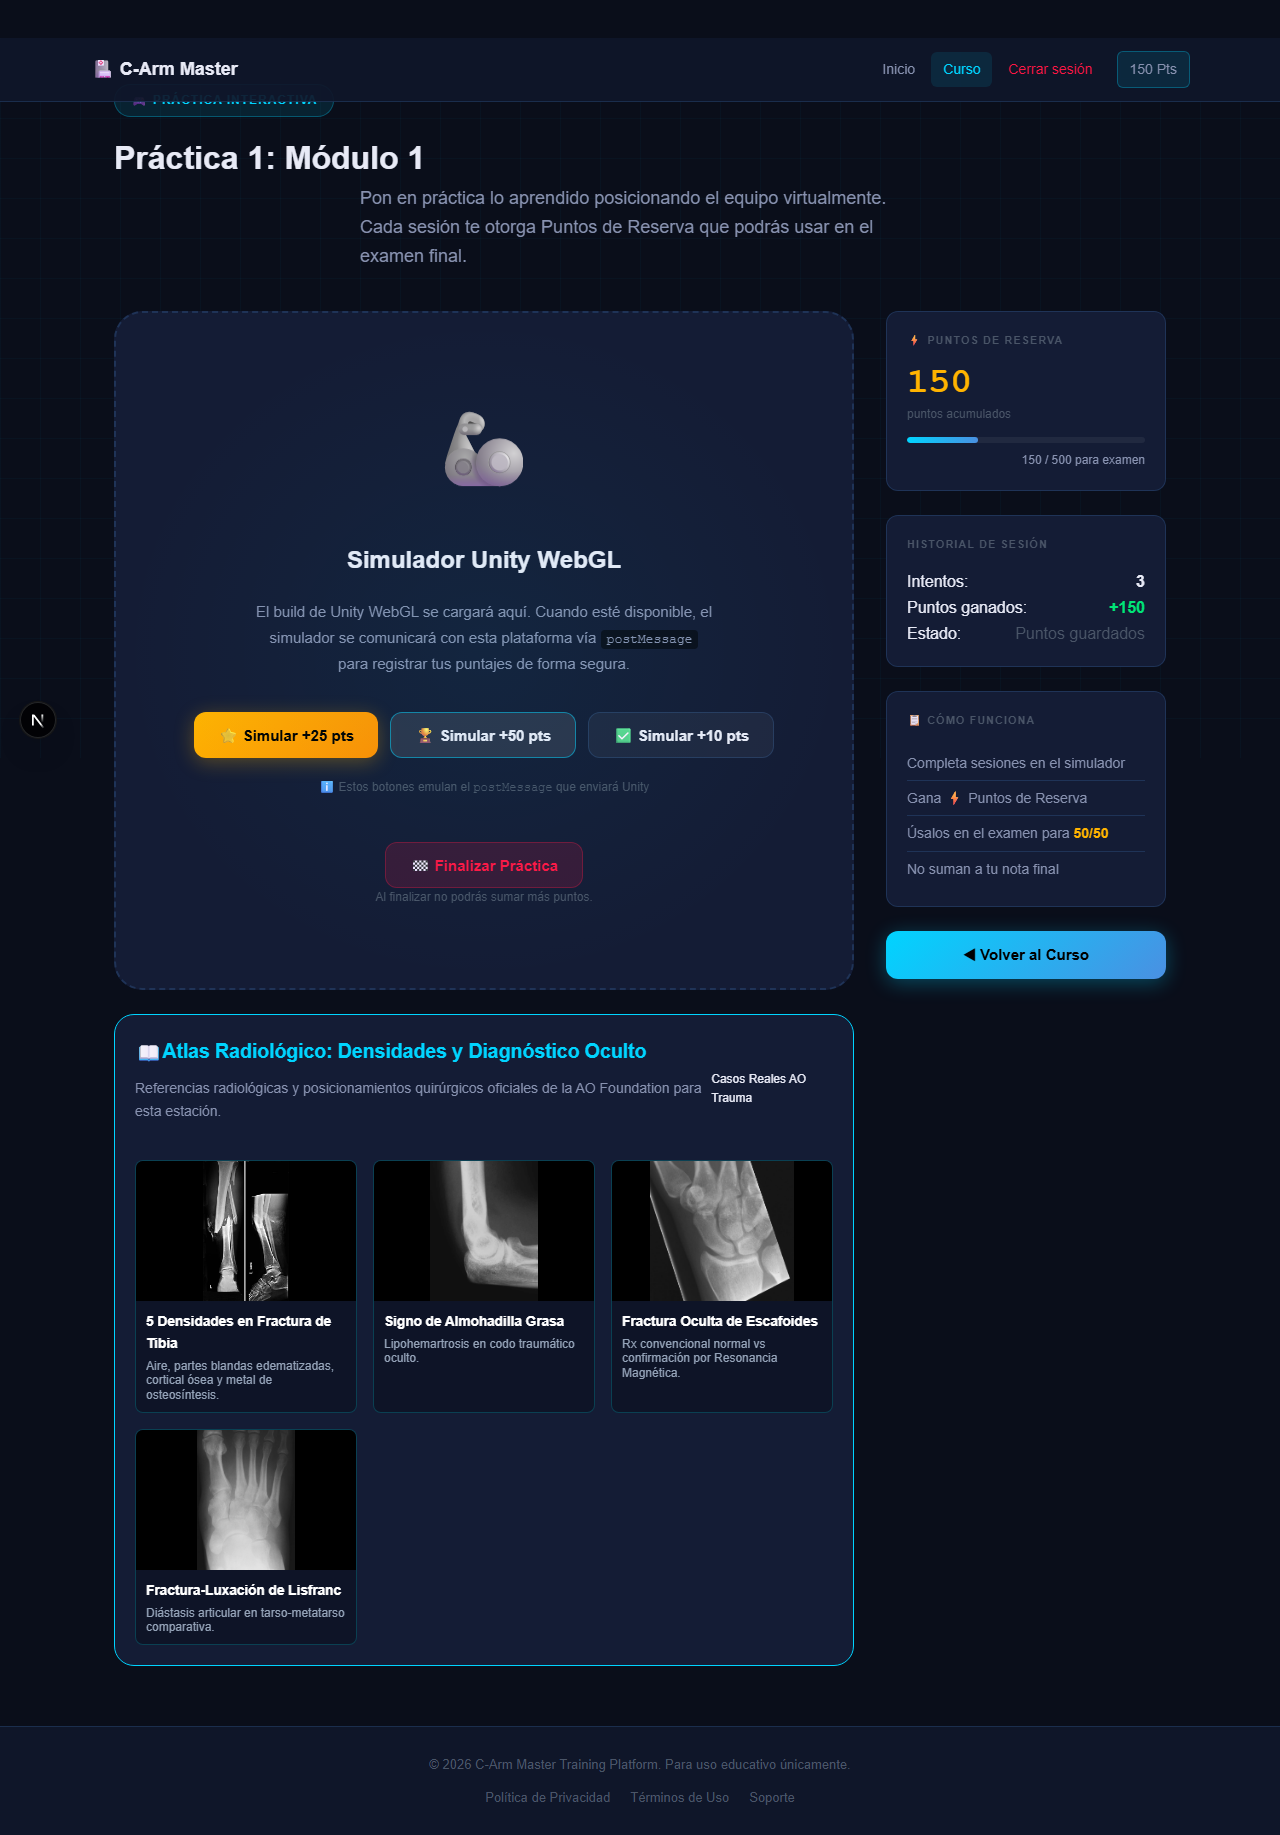 C-Arm Master
Inicio
Curso
Cerrar sesión
150 Pts
PRÁCTICA INTERACTIVA
Práctica 1: Módulo 1
Pon en práctica lo aprendido posicionando el equipo virtualmente.
Cada sesión te otorga Puntos de Reserva que podrás usar en el
examen final.
Simulador Unity WebGL
El build de Unity WebGL se cargará aquí. Cuando esté disponible, el
simulador se comunicará con esta plataforma vía postMessage
para registrar tus puntajes de forma segura.
Simular +25 pts
Simular +50 pts
Simular +10 pts
Estos botones emulan el postMessage que enviará Unity
Finalizar Práctica
Al finalizar no podrás sumar más puntos.
PUNTOS DE RESERVA
150
puntos acumulados
150 / 500 para examen
HISTORIAL DE SESIÓN
Intentos: 3
Puntos ganados: +150
Estado: Puntos guardados
CÓMO FUNCIONA
Completa sesiones en el simulador
Gana Puntos de Reserva
Úsalos en el examen para 50/50
No suman a tu nota final
Volver al Curso
Atlas Radiológico: Densidades y Diagnóstico Oculto
Referencias radiológicas y posicionamientos quirúrgicos oficiales de la AO Foundation para
esta estación.
Casos Reales AO
Trauma
5 Densidades en Fractura de
Tibia
Aire, partes blandas edematizadas,
cortical ósea y metal de
osteosíntesis.
Signo de Almohadilla Grasa
Lipohemartrosis en codo traumático
oculto.
Fractura Oculta de Escafoides
Rx convencional normal vs
confirmación por Resonancia
Magnética.
Fractura-Luxación de Lisfranc
Diástasis articular en tarso-metatarso
comparativa.
© 2026 C-Arm Master Training Platform. Para uso educativo únicamente.
Política de Privacidad
Términos de Uso
Soporte